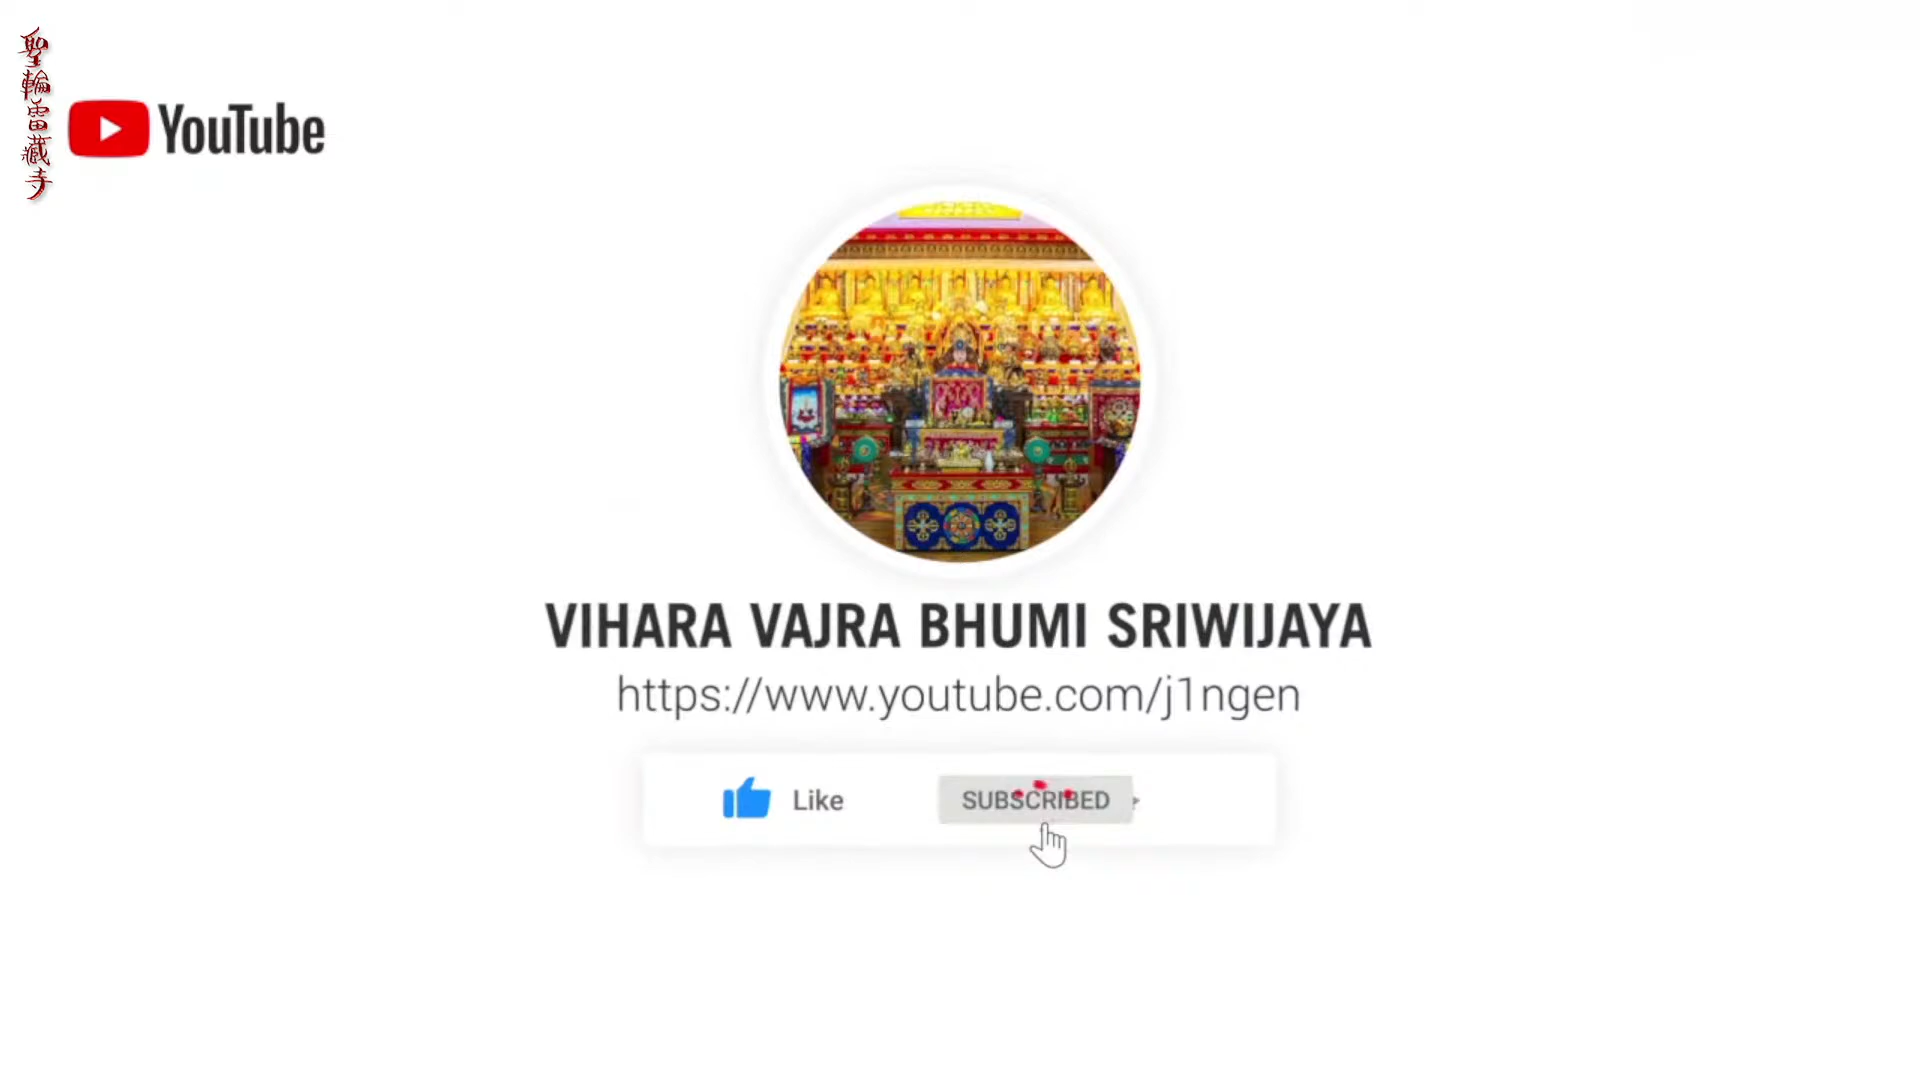 聖輪雷藏寺
YouTube
VIHARA VAJRA BHUMI SRIWIJAYA
https://www.youtube.com/j1ngen
Like
SUBSCRIBED